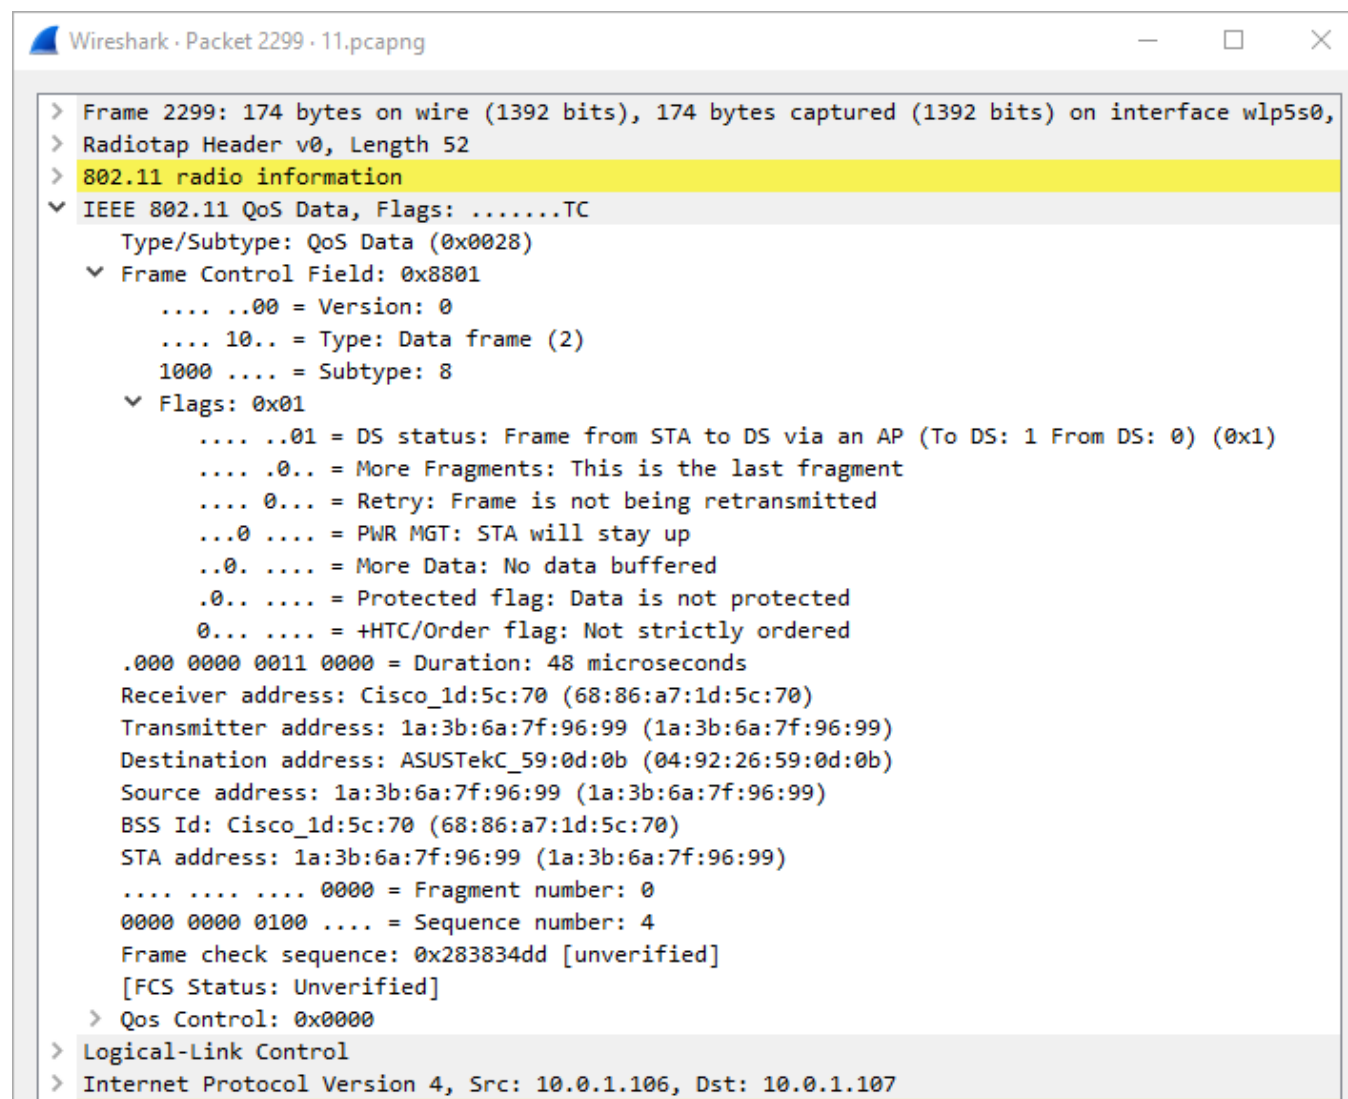 Wireshark · Packet 2299 · 11.pcapng
Frame 2299: 174 bytes on wire (1392 bits), 174 bytes captured (1392 bits) on interface wlp5s0,
Radiotap Header v0, Length 52
802.11 radio information
IEEE 802.11 QoS Data, Flags: .......TC
Type/Subtype: QoS Data (0x0028)
Frame Control Field: 0x8801
.... ..00 = Version: 0
.... 10.. = Type: Data frame (2)
1000 .... = Subtype: 8
Flags: 0x01
.... ..01 = DS status: Frame from STA to DS via an AP (To DS: 1 From DS: 0) (0x1)
.... .0.. = More Fragments: This is the last fragment
.... 0... = Retry: Frame is not being retransmitted
...0 .... = PWR MGT: STA will stay up
..0. .... = More Data: No data buffered
.0.. .... = Protected flag: Data is not protected
0... .... = +HTC/Order flag: Not strictly ordered
.000 0000 0011 0000 = Duration: 48 microseconds
Receiver address: Cisco_1d:5c:70 (68:86:a7:1d:5c:70)
Transmitter address: 1a:3b:6a:7f:96:99 (1a:3b:6a:7f:96:99)
Destination address: ASUSTekC_59:0d:0b (04:92:26:59:0d:0b)
Source address: 1a:3b:6a:7f:96:99 (1a:3b:6a:7f:96:99)
BSS Id: Cisco_1d:5c:70 (68:86:a7:1d:5c:70)
STA address: 1a:3b:6a:7f:96:99 (1a:3b:6a:7f:96:99)
.... .... .... 0000 = Fragment number: 0
0000 0000 0100 .... = Sequence number: 4
Frame check sequence: 0x283834dd [unverified]
[FCS Status: Unverified]
Qos Control: 0x0000
Logical-Link Control
Internet Protocol Version 4, Src: 10.0.1.106, Dst: 10.0.1.107